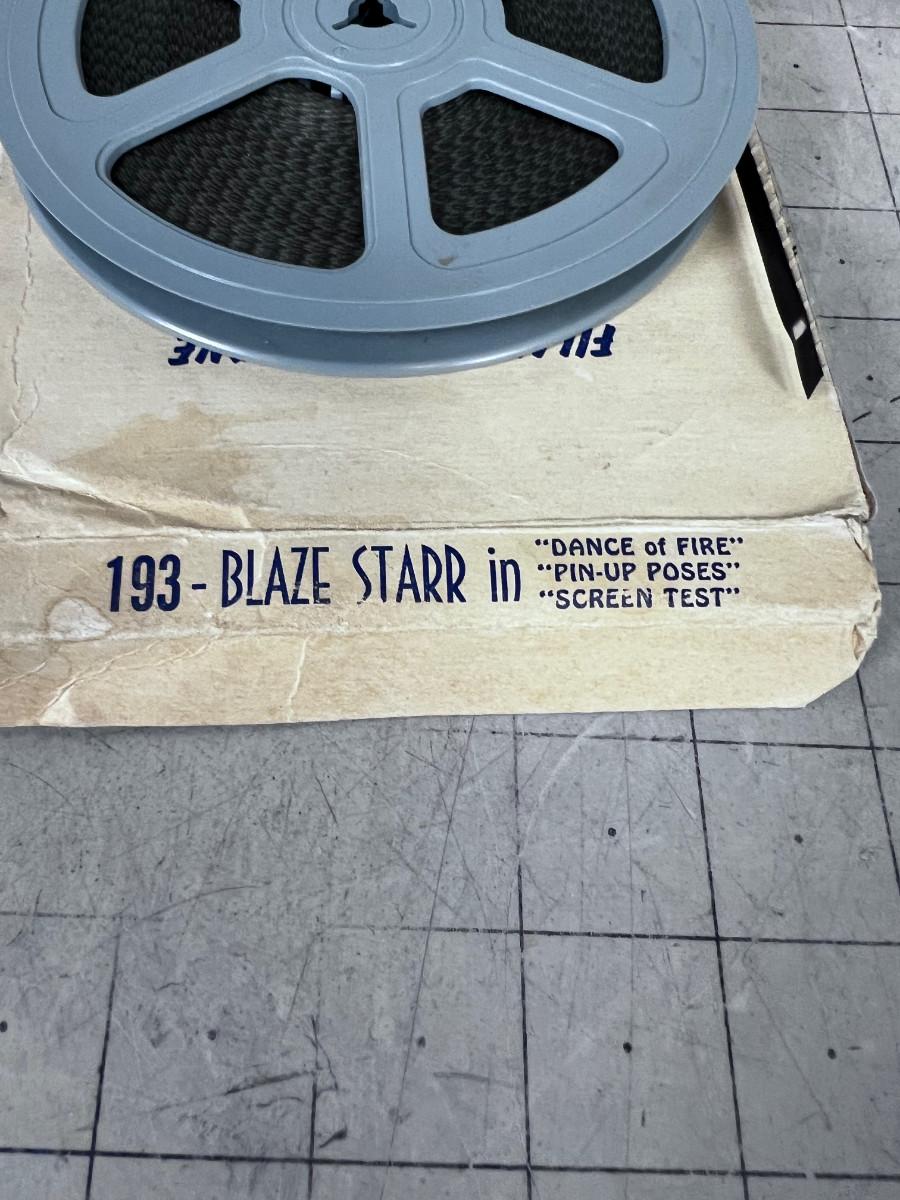 193 - BLAZE STARR in
"DANCE of FIRE"
"PIN-UP POSES"
"SCREEN TEST"